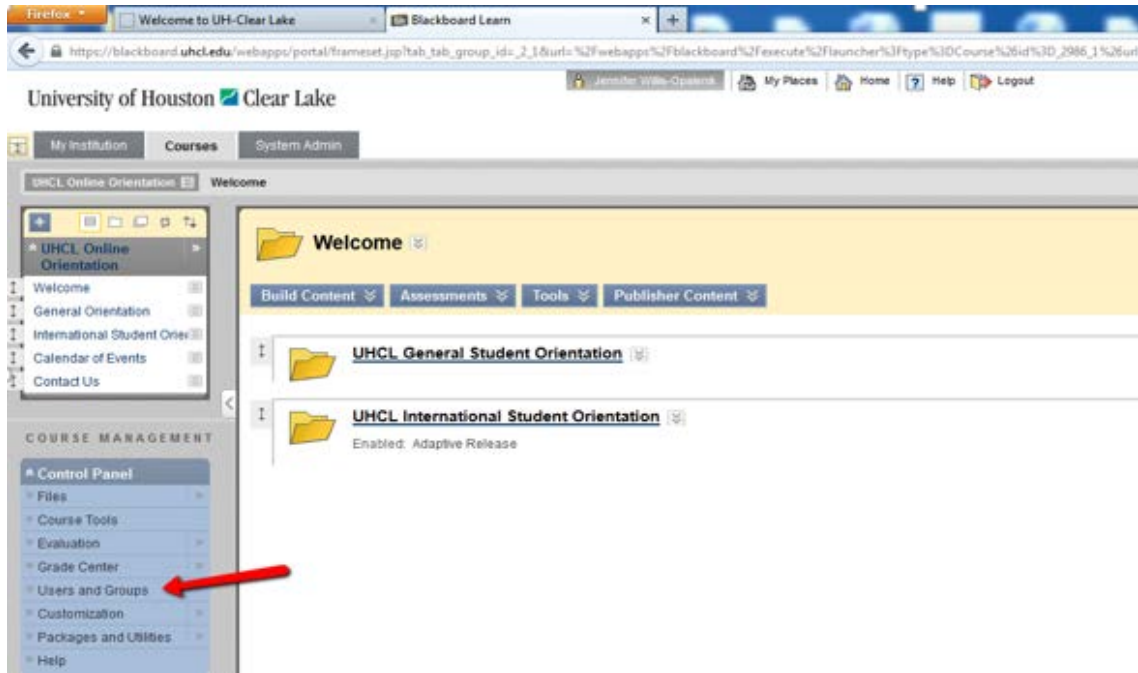 Firefox
Welcome to UH-Clear Lake
Blackboard Learn
https://blackboard.uhcl.edu/webapps/portal/frameset.jsp?tab_tab_group_id=_2_1&url=%2Fwebapps%2Fblackboard%2Fexecute%2Flauncher%3Ftype%3DCourse%26id%3D_2986_1%26url
My Places Home Help Logout
University of Houston Clear Lake
My Institution Courses System Admin
UHCL Online Orientation Welcome
UHCL Online
Orientation
Welcome
General Orientation
International Student Orie
Calendar of Events
Contact Us
Welcome
Build Content Assessments Tools Publisher Content
UHCL General Student Orientation
UHCL International Student Orientation
Enabled: Adaptive Release
COURSE MANAGEMENT
Control Panel
Files
Course Tools
Evaluation
Grade Center
Users and Groups
Customization
Packages and Utilities
Help